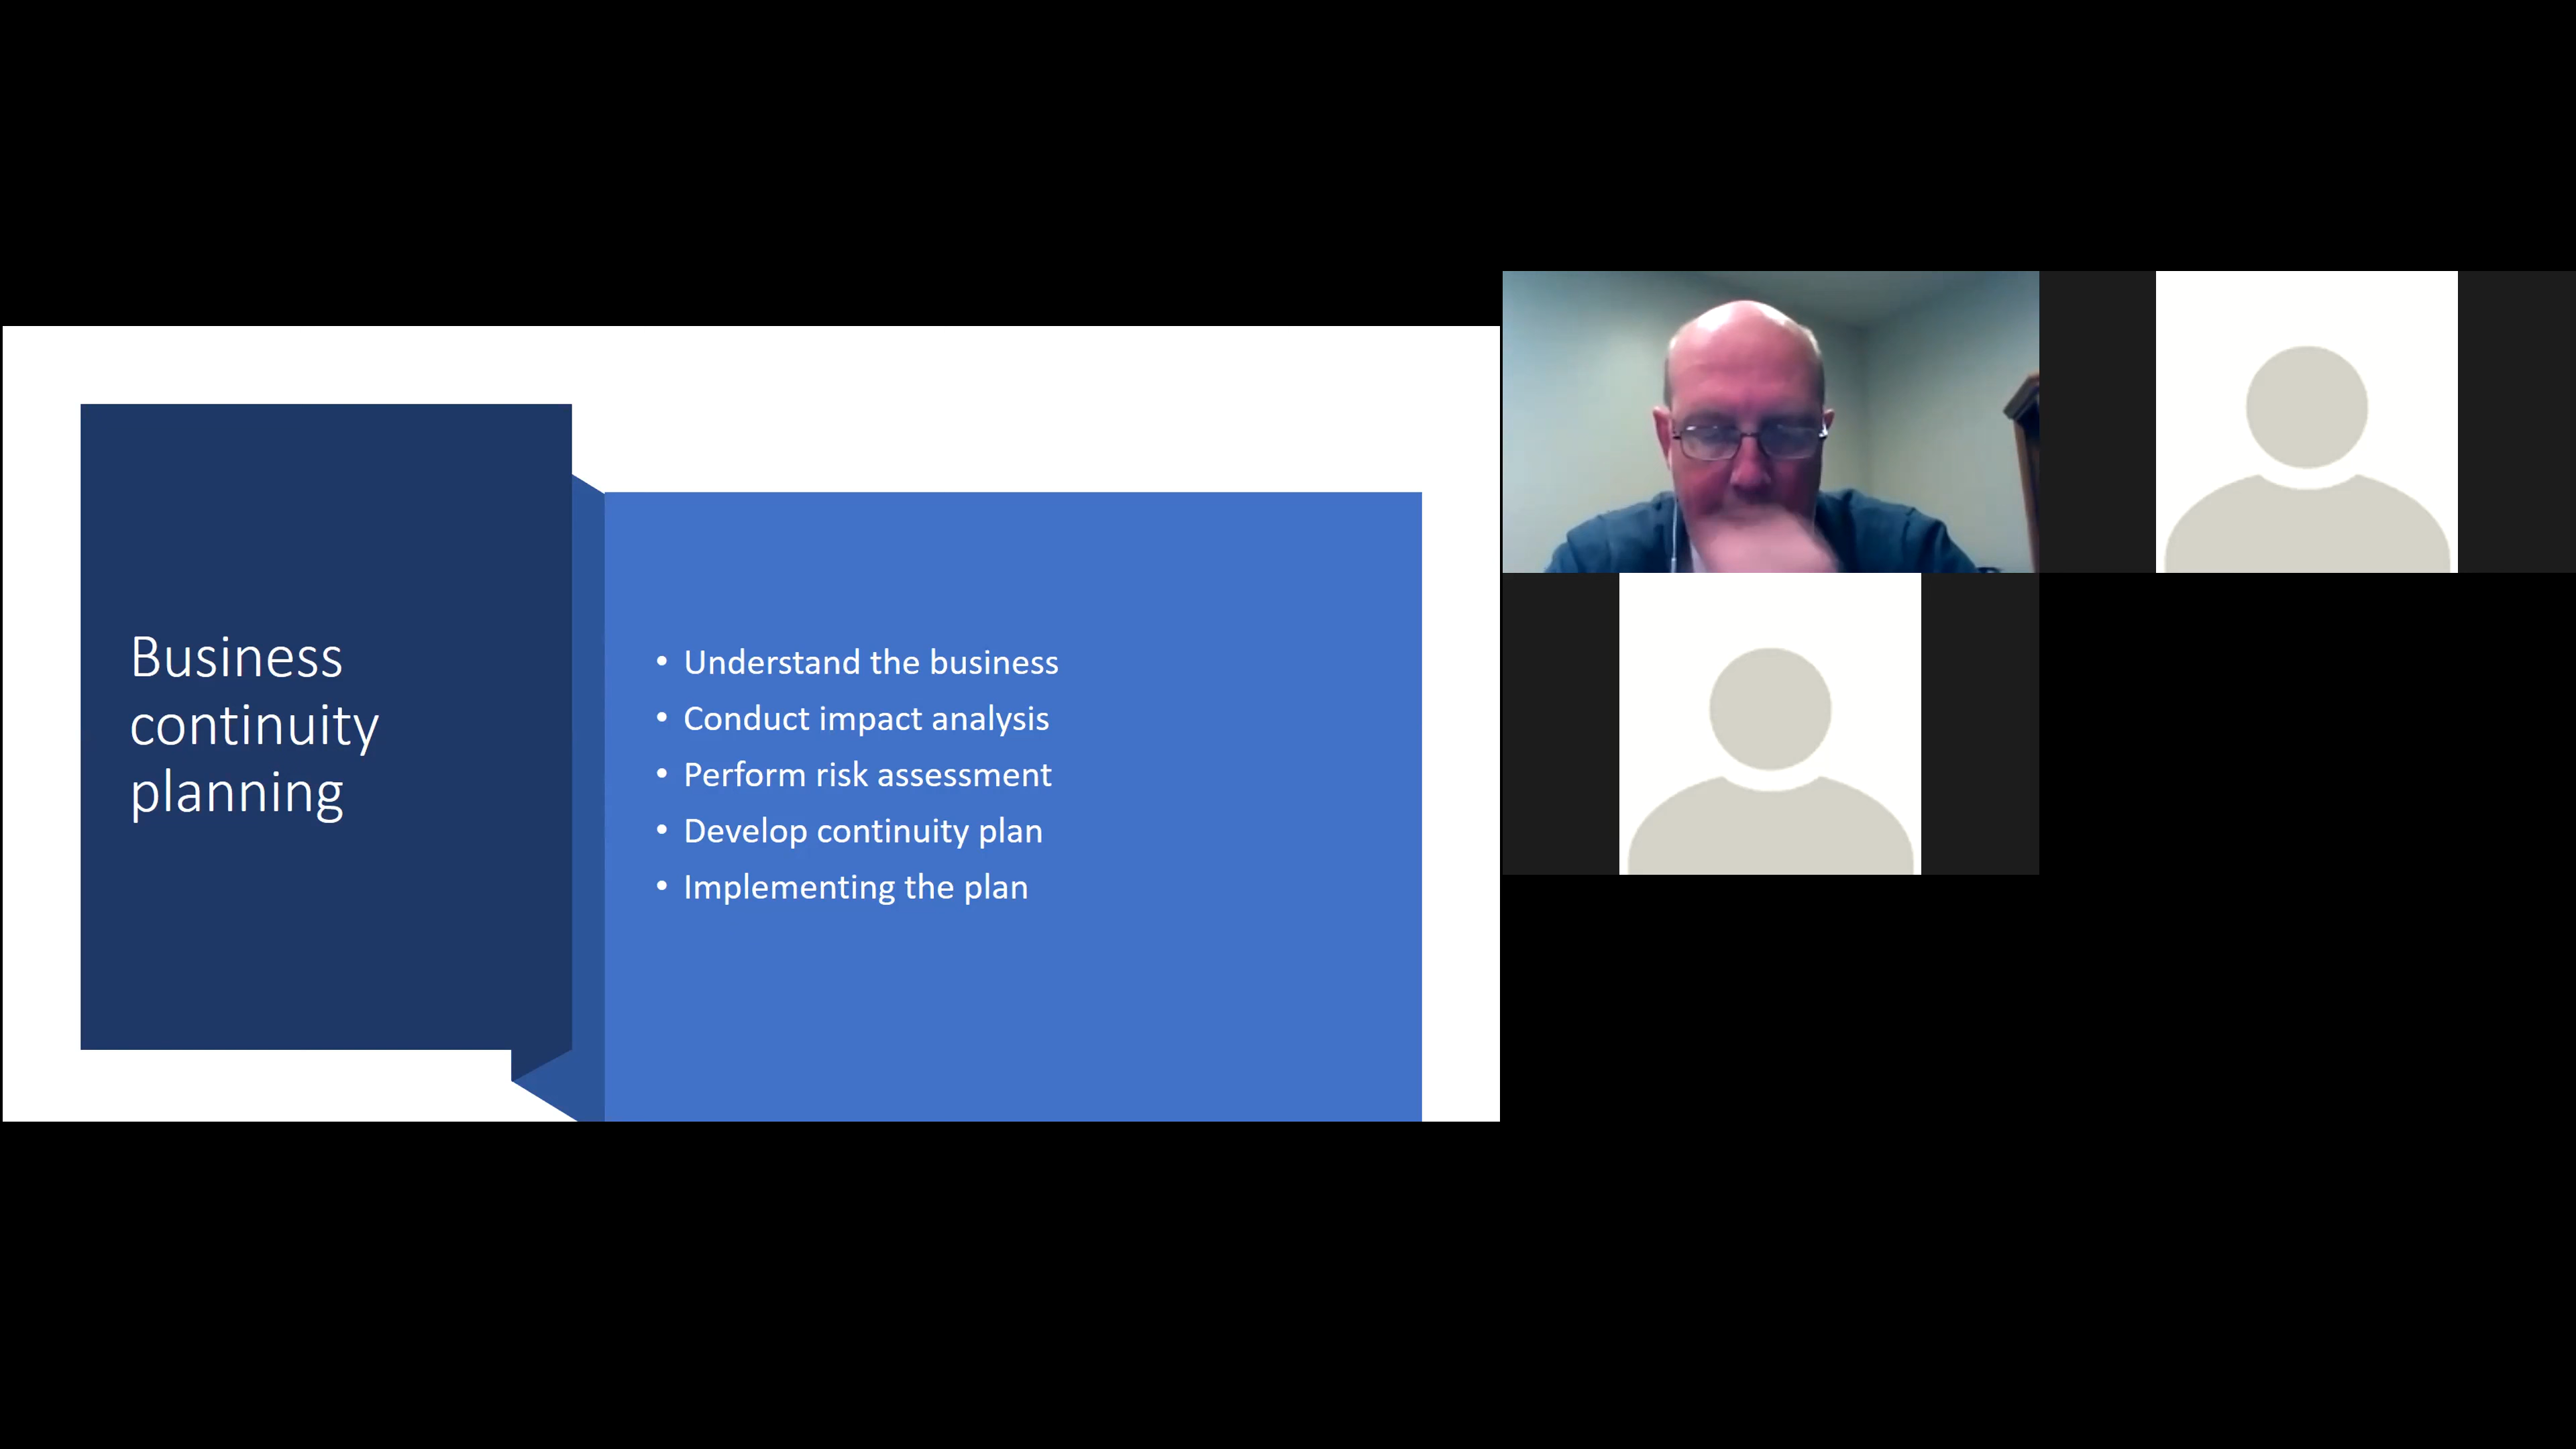 Business
continuity
planning
• Understand the business
• Conduct impact analysis
• Perform risk assessment
• Develop continuity plan
• Implementing the plan